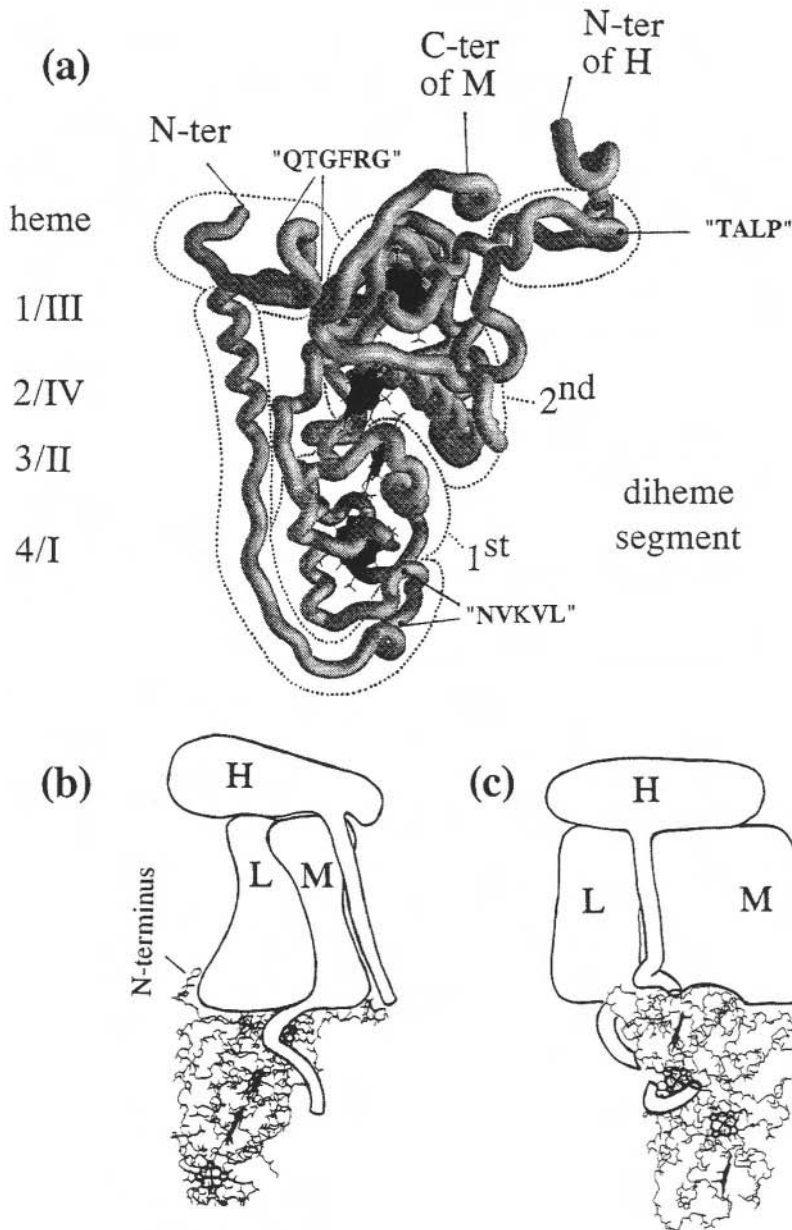 (a)
N-ter
"QTGFRG"
C-ter
of M
N-ter
of H
"TALP"
heme
1/III
2/IV
3/II
4/I
2nd
1st
diheme
segment
"NVKVL"
(b)
H
L
M
N-terminus
(c)
H
L
M